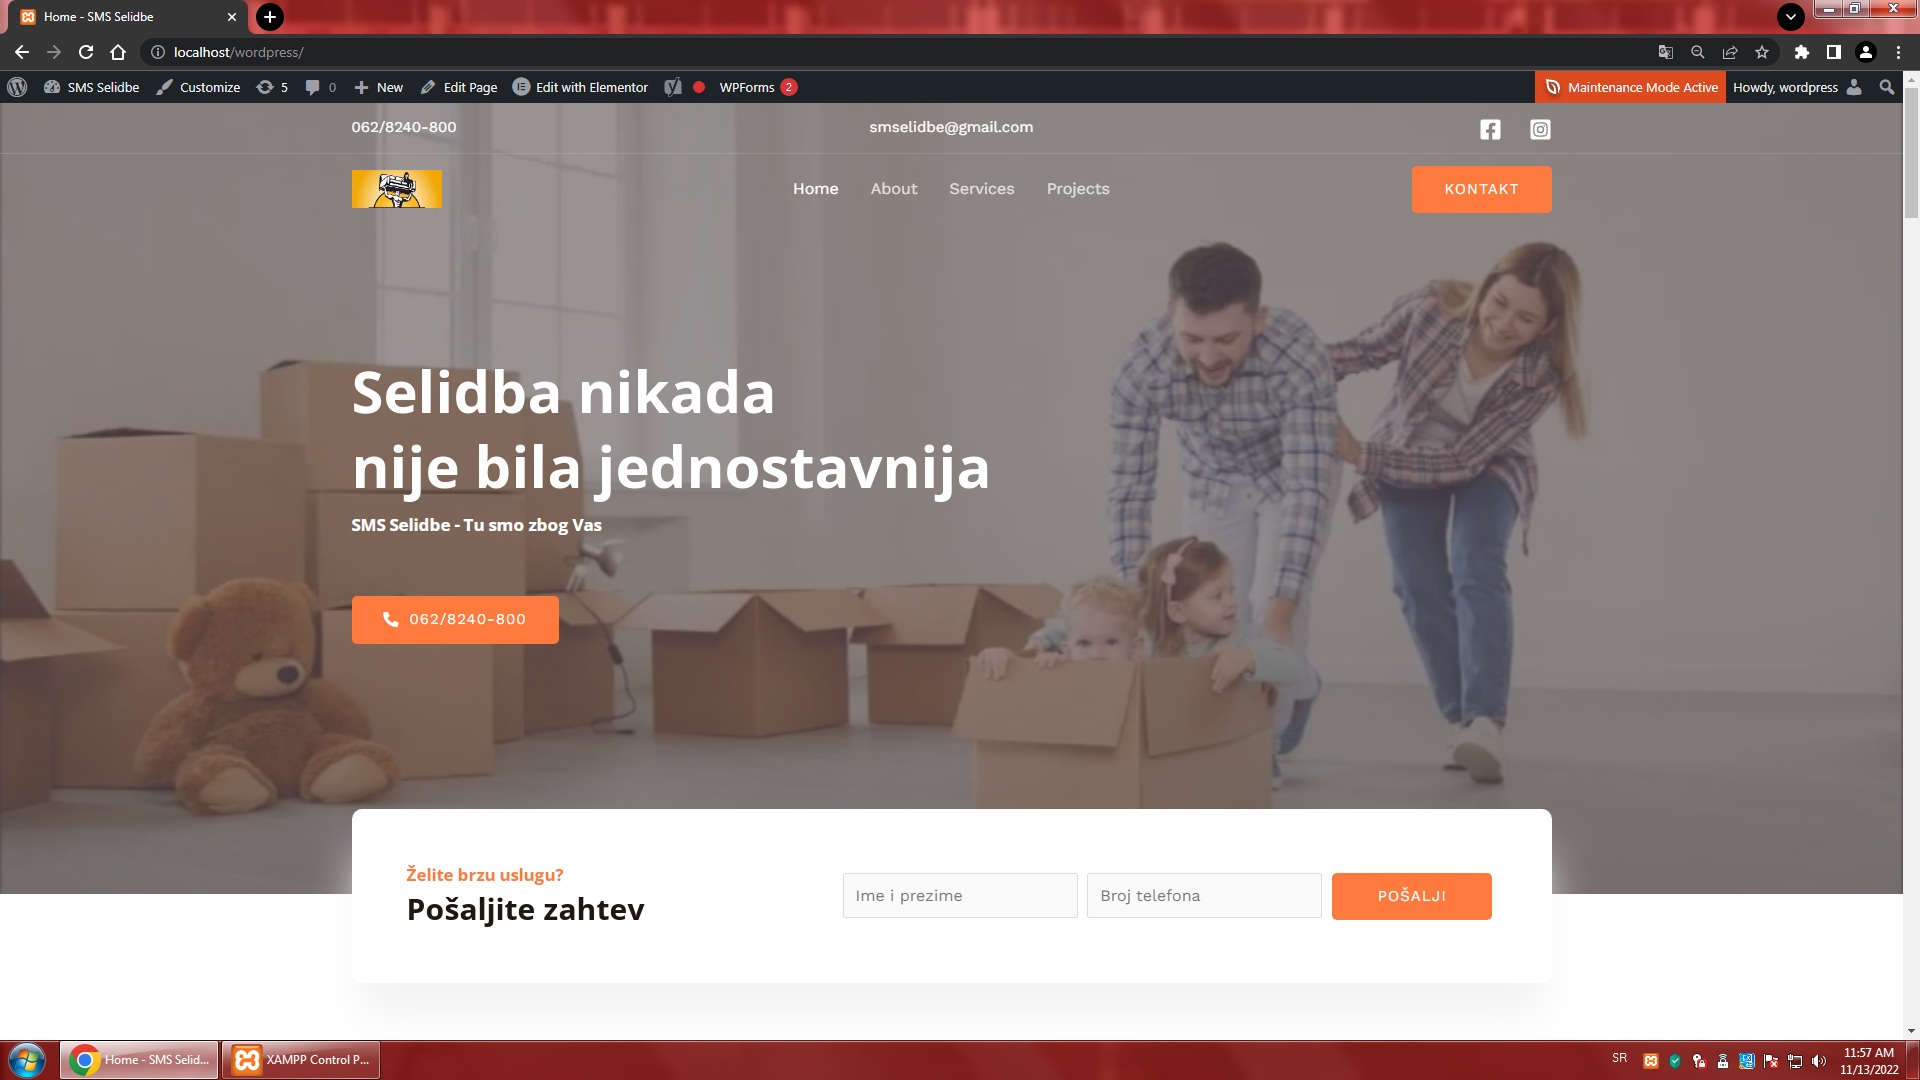 Home - SMS Selidbe
localhost/wordpress/
SMS Selidbe
Customize
5
0
New
Edit Page
Edit with Elementor
WPForms 2
Maintenance Mode Active
Howdy, wordpress
062/8240-800
smselidbe@gmail.com
Home
About
Services
Projects
KONTAKT
Selidba nikada
nije bila jednostavnija
SMS Selidbe - Tu smo zbog Vas
062/8240-800
Želite brzu uslugu?
Pošaljite zahtev
Ime i prezime
Broj telefona
POŠALJI
Home - SMS Selid...
XAMPP Control P...
SR
11:57 AM
11/13/2022